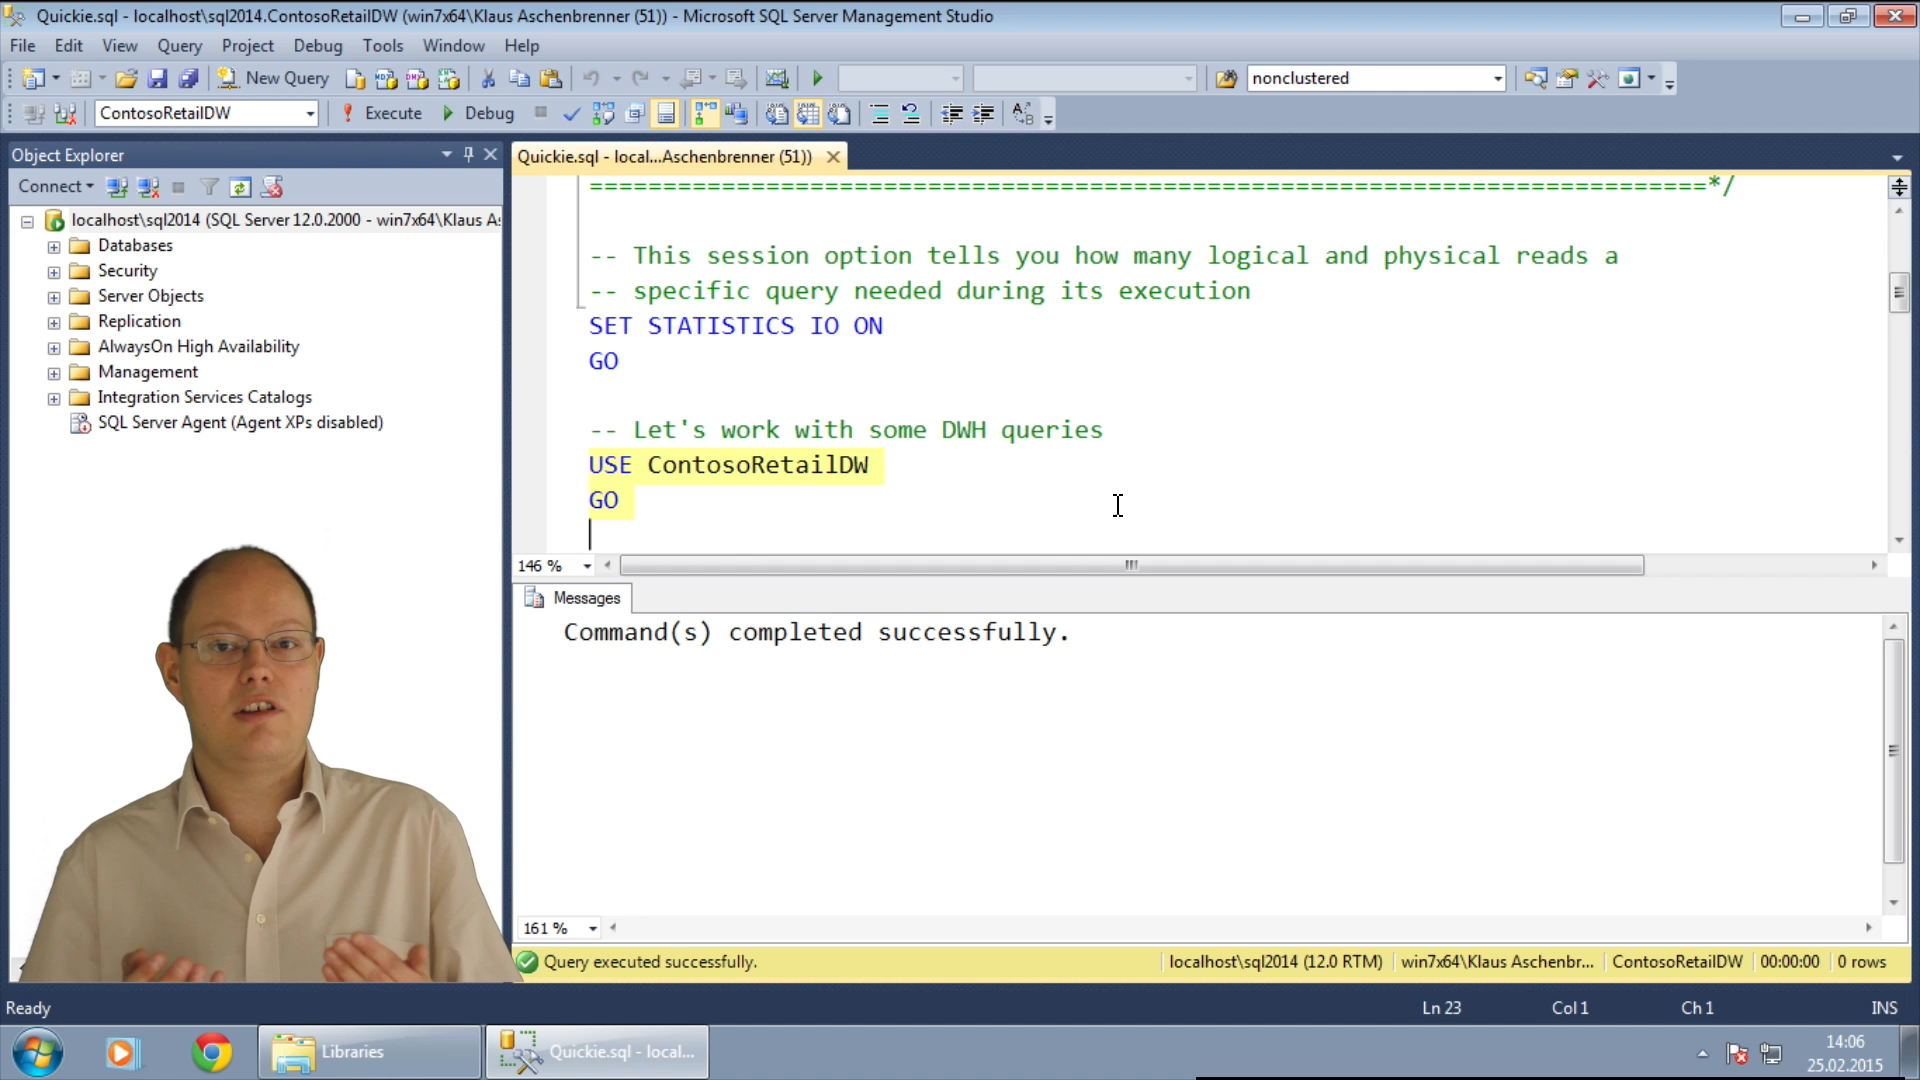 Quickie.sql - localhost\sql2014.ContosoRetailDW (win7x64\Klaus Aschenbrenner (51)) - Microsoft SQL Server Management Studio
File Edit View Query Project Debug Tools Window Help
New Query nonclustered
ContosoRetailDW Execute Debug
Object Explorer
Connect
localhost\sql2014 (SQL Server 12.0.2000 - win7x64\Klaus A
Databases
Security
Server Objects
Replication
AlwaysOn High Availability
Management
Integration Services Catalogs
SQL Server Agent (Agent XPs disabled)
Quickie.sql - local...Aschenbrenner (51))
============================================================================*/
-- This session option tells you how many logical and physical reads a
-- specific query needed during its execution
SET STATISTICS IO ON
GO
-- Let's work with some DWH queries
USE ContosoRetailDW
GO
146 %
Messages
Command(s) completed successfully.
161 %
Query executed successfully. localhost\sql2014 (12.0 RTM) win7x64\Klaus Aschenbr... ContosoRetailDW 00:00:00 0 rows
Ready Ln 23 Col 1 Ch 1 INS
Libraries Quickie.sql - local... 14:06
25.02.2015